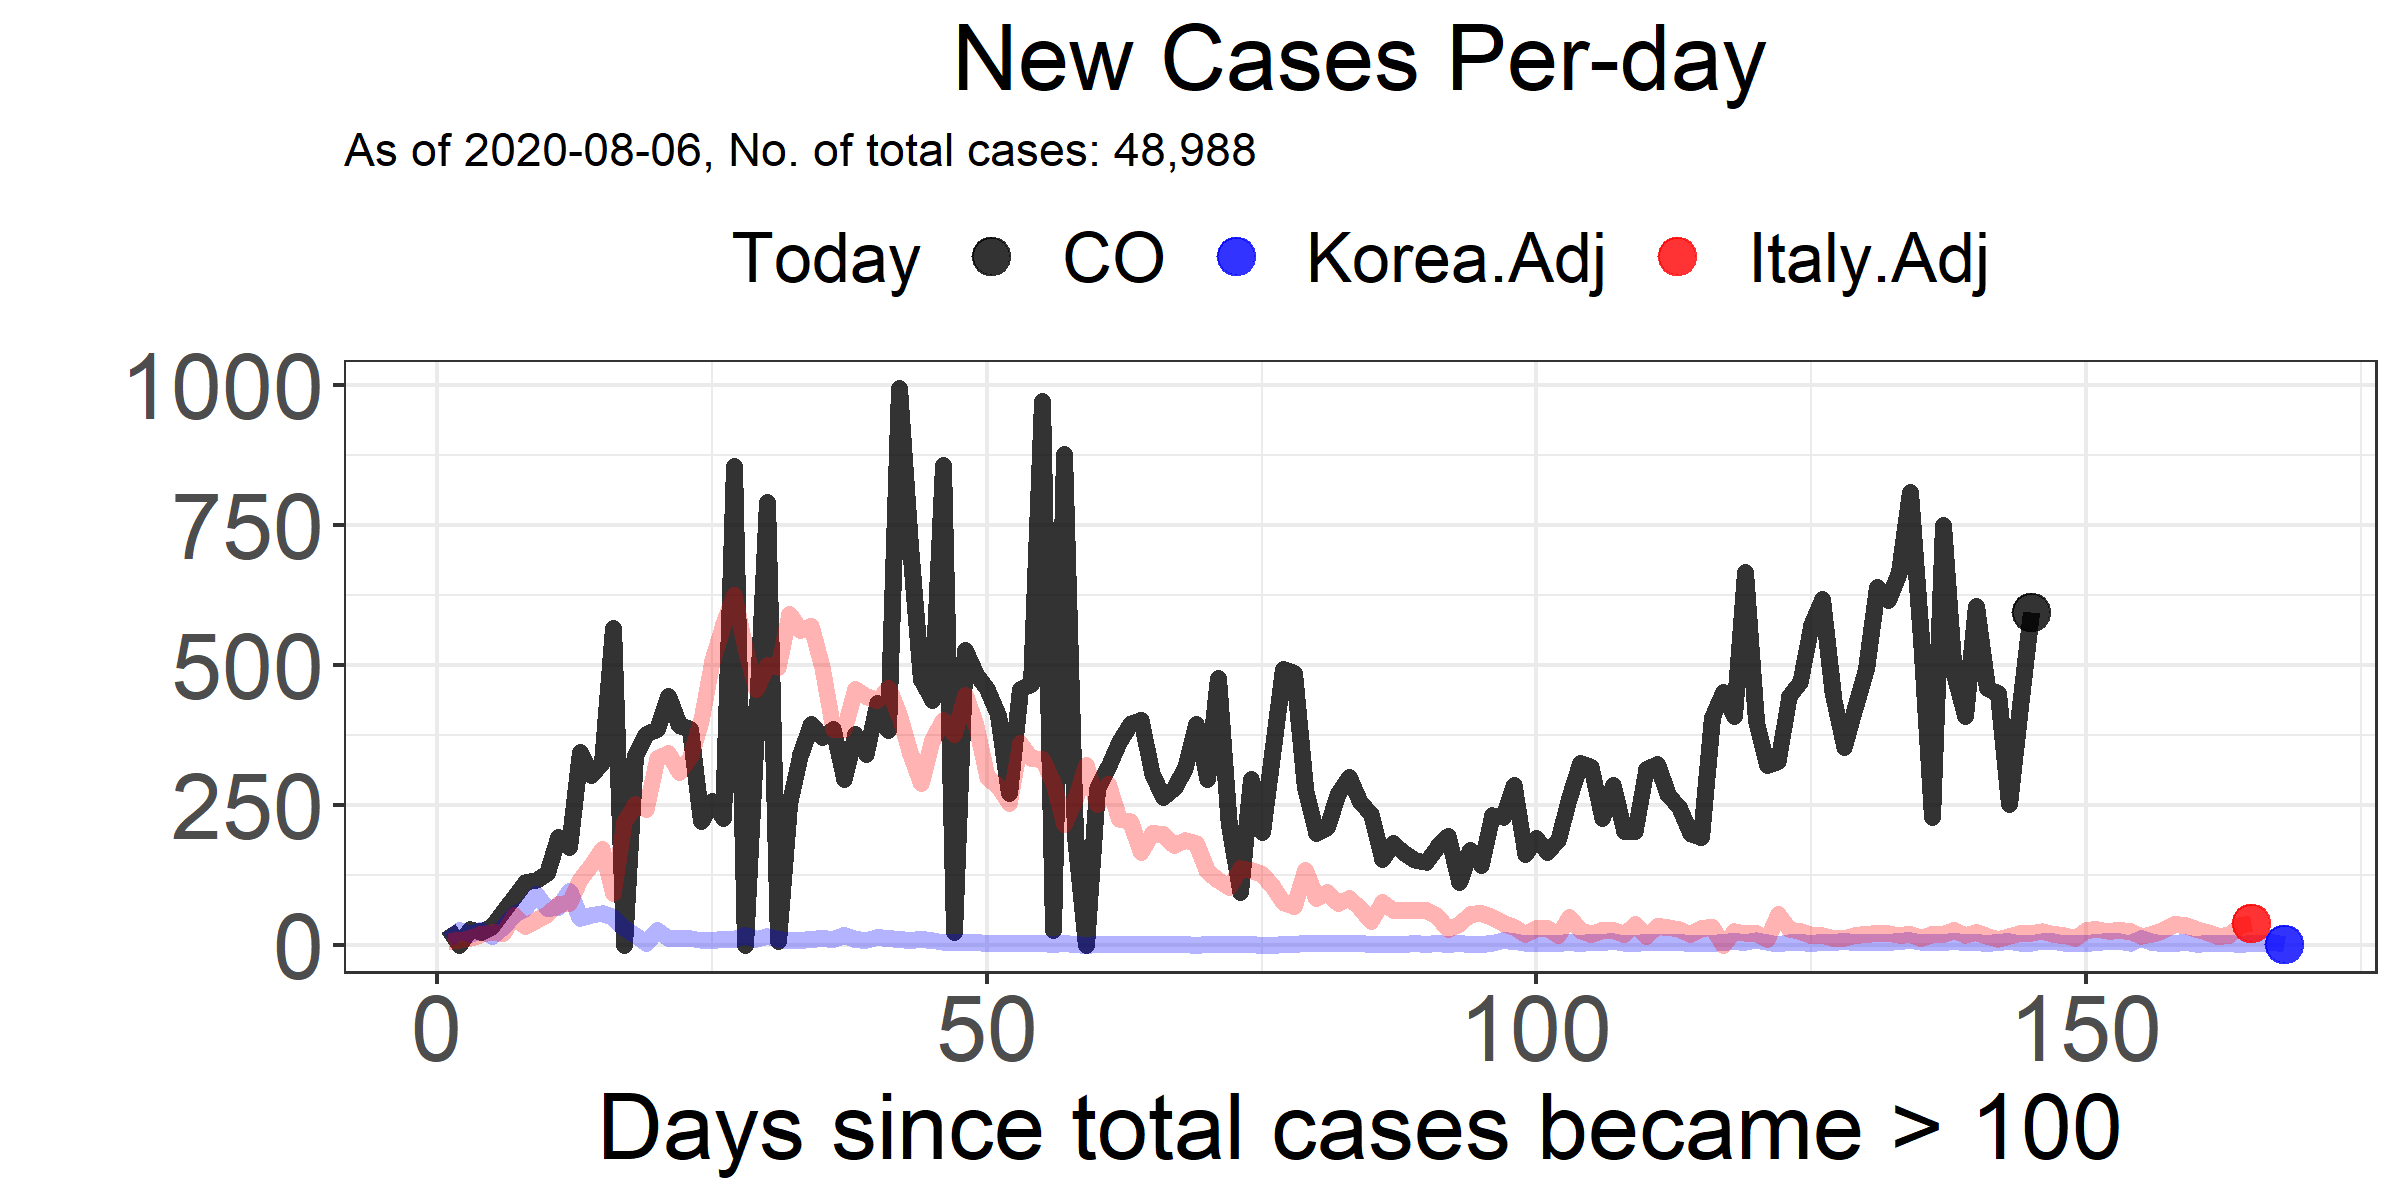 New Cases Per-day
As of 2020-08-06, No. of total cases: 48,988
Today CO Korea.Adj Italy.Adj
1000
750
500
250
0
0 50 100 150
Days since total cases became > 100